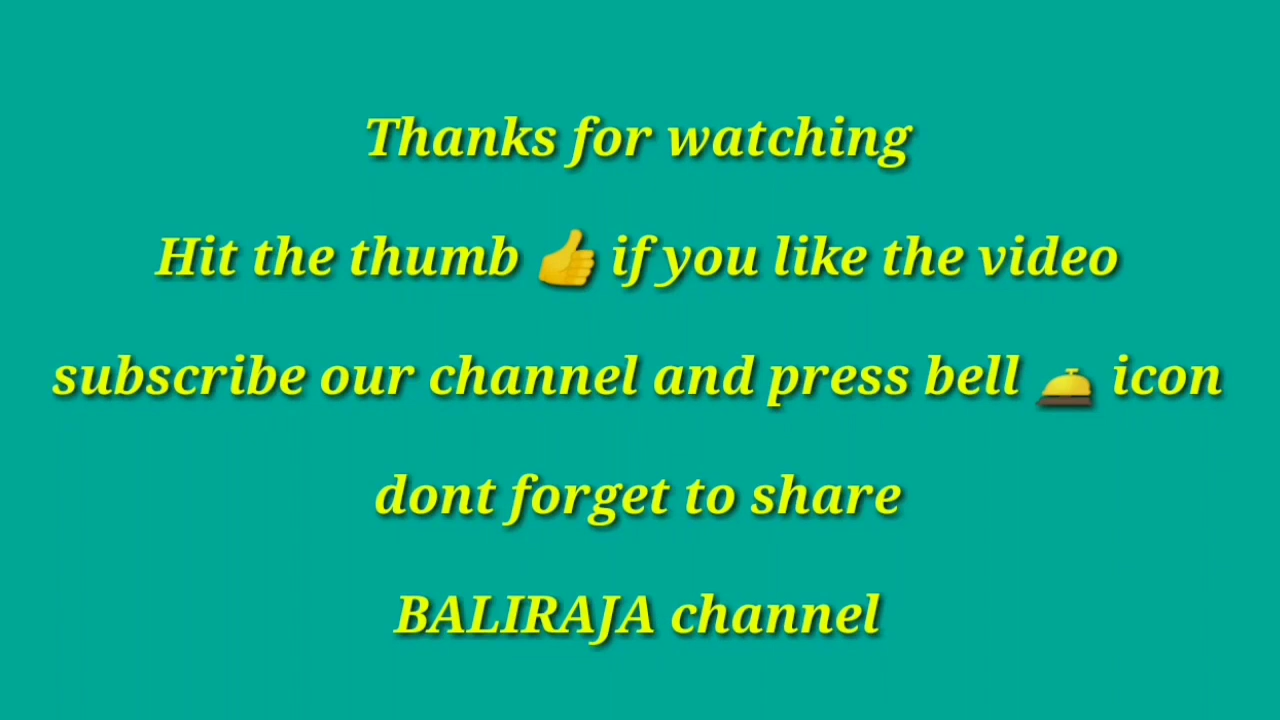 Thanks for watching
Hit the thumb 👍 if you like the video
subscribe our channel and press bell 🛎 icon
dont forget to share
BALIRAJA channel